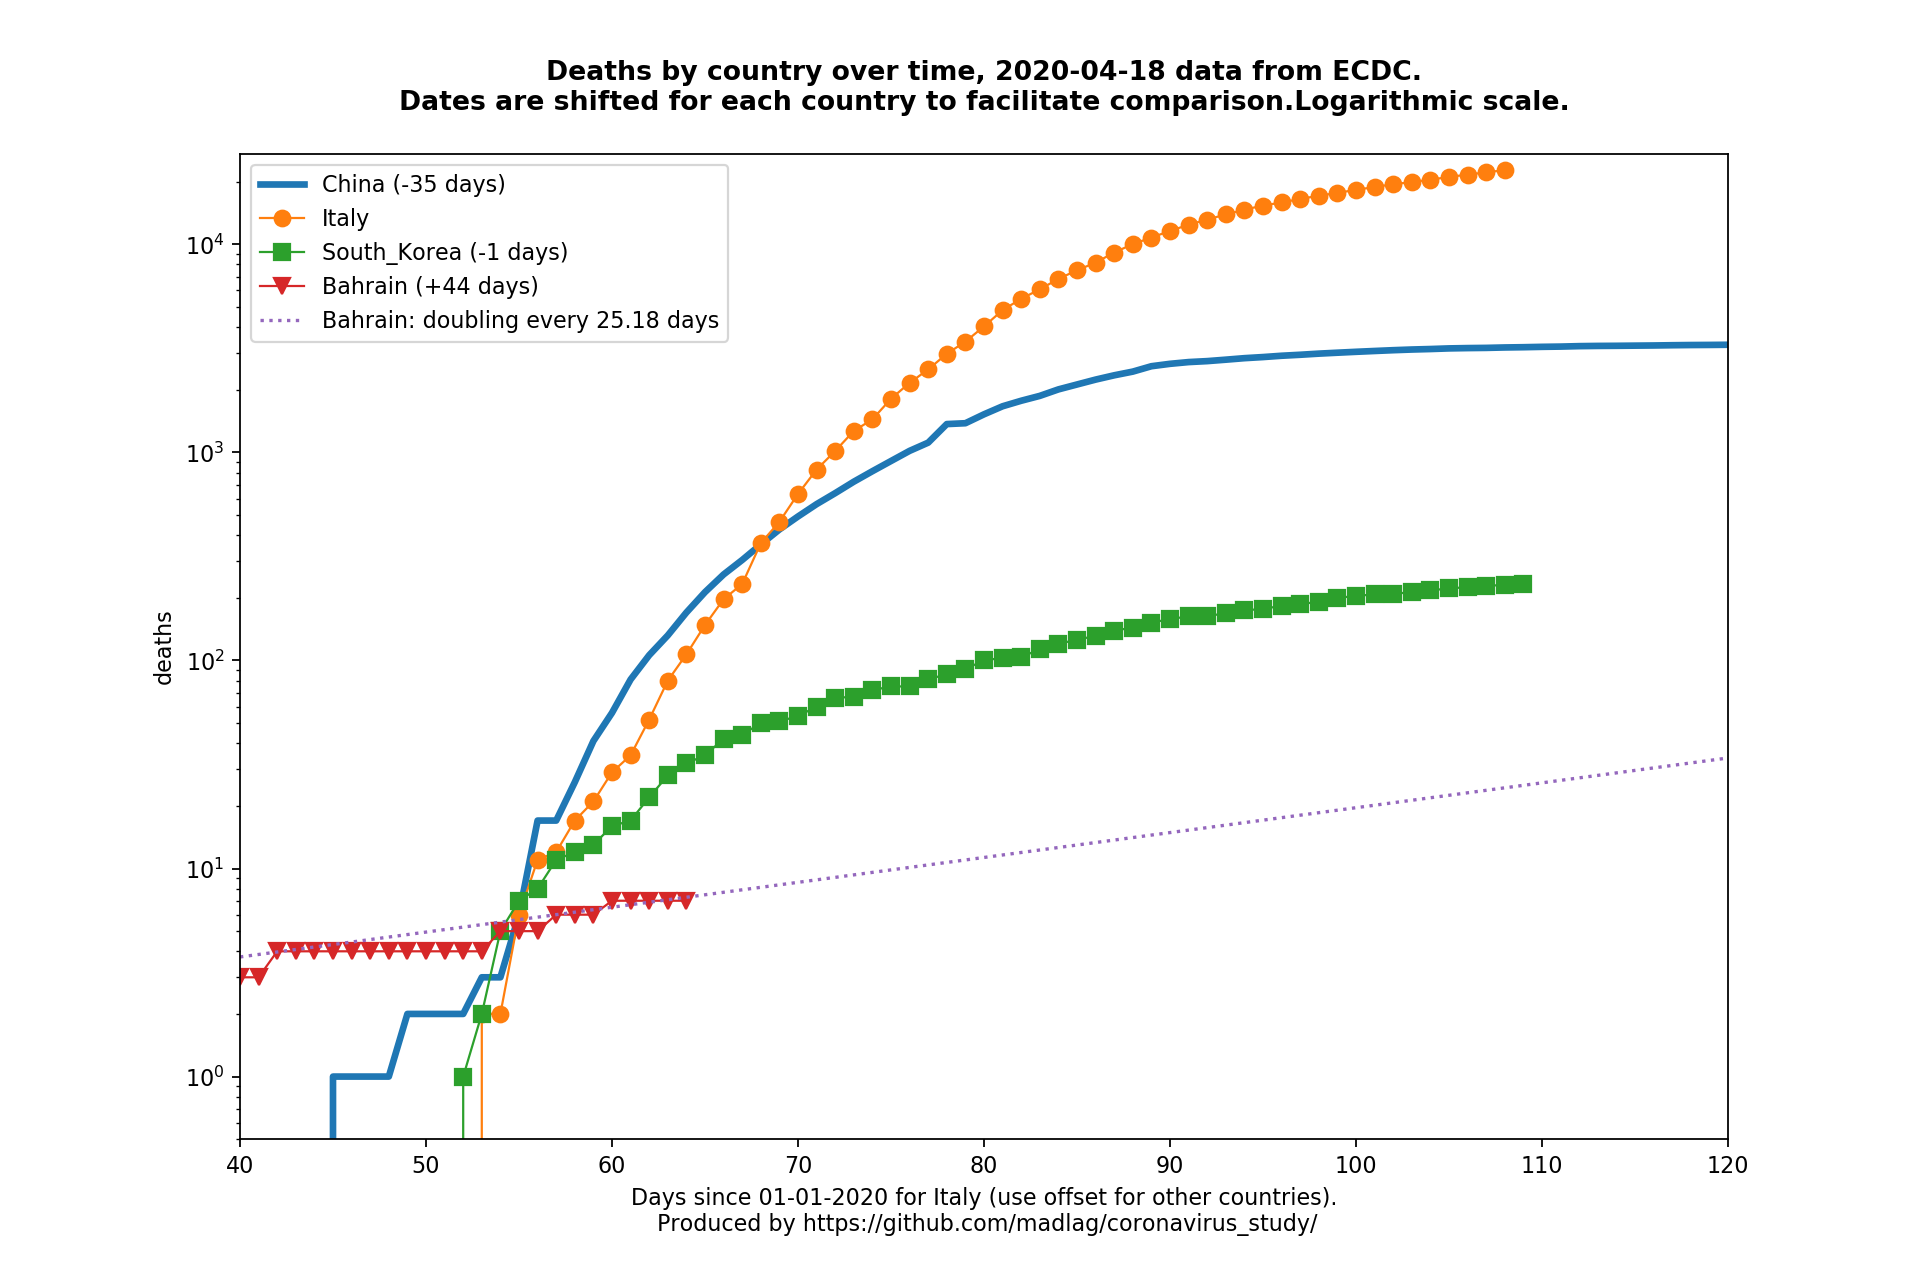 Deaths by country over time, 2020-04-18 data from ECDC.
Dates are shifted for each country to facilitate comparison.Logarithmic scale.
China (-35 days)
Italy
South_Korea (-1 days)
Bahrain (+44 days)
Bahrain: doubling every 25.18 days
10⁴
10³
10²
10¹
10⁰
deaths
40 50 60 70 80 90 100 110 120
Days since 01-01-2020 for Italy (use offset for other countries).
Produced by https://github.com/madlag/coronavirus_study/